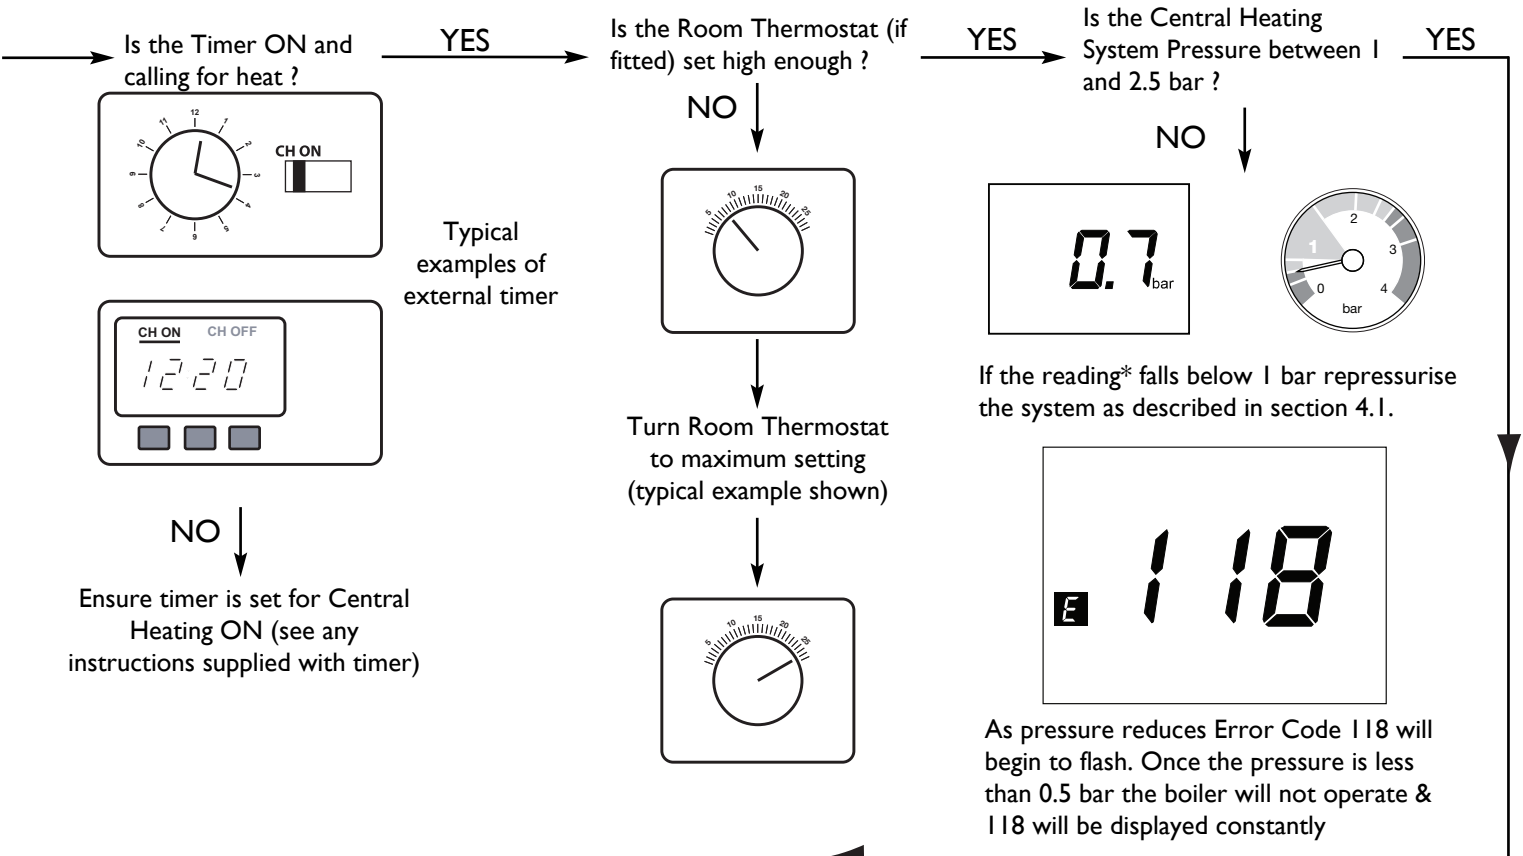 Is the Timer ON and
calling for heat ?
YES
Is the Room Thermostat (if
fitted) set high enough ?
YES
Is the Central Heating
System Pressure between 1
and 2.5 bar ?
YES
12
1
2
3
4
5
6
7
8
9
10
11
CH ON
Typical
examples of
external timer
CH ON CH OFF
12 20
NO
Ensure timer is set for Central
Heating ON (see any
instructions supplied with timer)
NO
5 10 15 20 25
Turn Room Thermostat
to maximum setting
(typical example shown)
5 10 15 20 25
NO
0.7 bar
0 1 2 3 4
bar
If the reading* falls below 1 bar repressurise
the system as described in section 4.1.
E 118
As pressure reduces Error Code 118 will
begin to flash. Once the pressure is less
than 0.5 bar the boiler will not operate &
118 will be displayed constantly